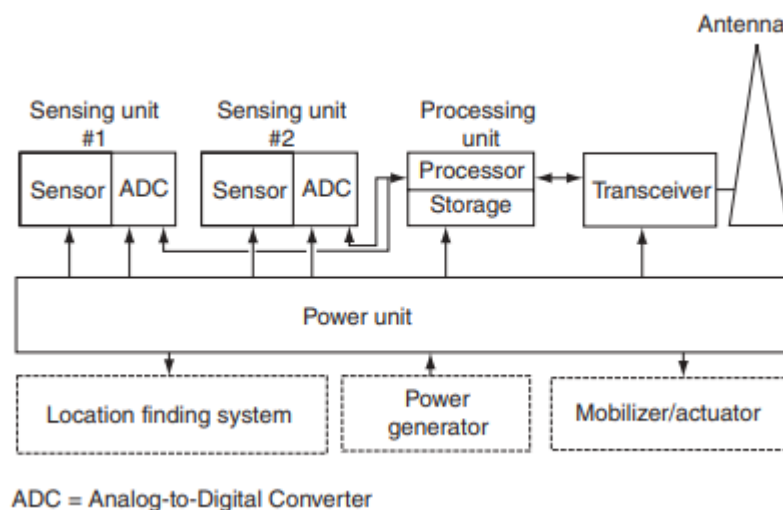 Antenna
Sensing unit
#1
Sensing unit
#2
Processing
unit
Sensor
ADC
Sensor
ADC
Processor
Storage
Transceiver
Power unit
Location finding system
Power
generator
Mobilizer/actuator
ADC = Analog-to-Digital Converter